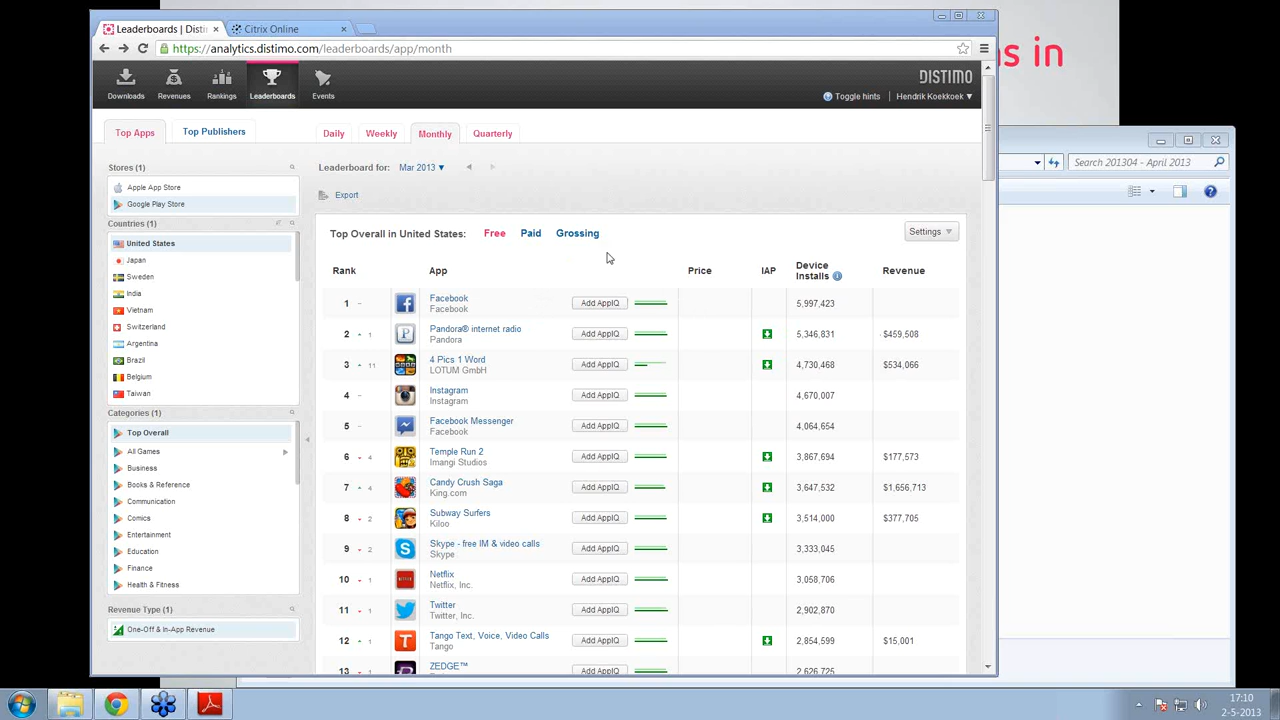 Leaderboards | Disti
Citrix Online
https://analytics.distimo.com/leaderboards/app/month
s in
Downloads
Revenues
Rankings
Leaderboards
Events
DISTIMO
Toggle hints
Hendrik Koekkoek
Search 201304 - April 2013
Top Apps
Top Publishers
Daily
Weekly
Monthly
Quarterly
Stores (1)
Apple App Store
Google Play Store
Countries (1)
United States
Japan
Sweden
India
Vietnam
Switzerland
Argentina
Brazil
Belgium
Taiwan
Categories (1)
Top Overall
All Games
Business
Books & Reference
Communication
Comics
Entertainment
Education
Finance
Health & Fitness
Revenue Type (1)
One-Off & In-App Revenue
Leaderboard for: Mar 2013
Export
Top Overall in United States: Free Paid Grossing
Settings
Rank App Price IAP Device Installs Revenue
1 – Facebook Add AppIQ 5,997,423
Facebook
2 1 Pandora® internet radio Add AppIQ 5,346,831 $459,508
Pandora
3 11 4 Pics 1 Word Add AppIQ 4,730,468 $534,066
LOTUM GmbH
4 – Instagram Add AppIQ 4,670,007
Instagram
5 – Facebook Messenger Add AppIQ 4,064,654
Facebook
6 4 Temple Run 2 Add AppIQ 3,867,694 $177,573
Imangi Studios
7 4 Candy Crush Saga Add AppIQ 3,647,532 $1,656,713
King.com
8 2 Subway Surfers Add AppIQ 3,514,000 $377,705
Kiloo
9 2 Skype - free IM & video calls Add AppIQ 3,333,045
Skype
10 1 Netflix Add AppIQ 3,058,706
Netflix, Inc.
11 1 Twitter Add AppIQ 2,902,870
Twitter, Inc.
12 1 Tango Text, Voice, Video Calls Add AppIQ 2,854,599 $15,001
Tango
13 ZEDGE™ Add AppIQ 2,626,725
17:10
2-5-2013